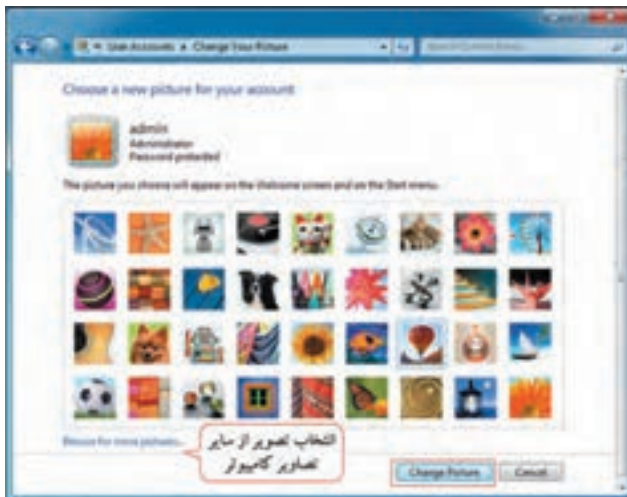 User Accounts ▸ Change Your Picture
Choose a new picture for your account
admin
Administrator
Password protected
The picture you choose will appear on the Welcome screen and on the Start menu.
Browse for more pictures...
انتخاب تصویر از سایر
تصاویر کامپیوتر
Change Picture
Cancel